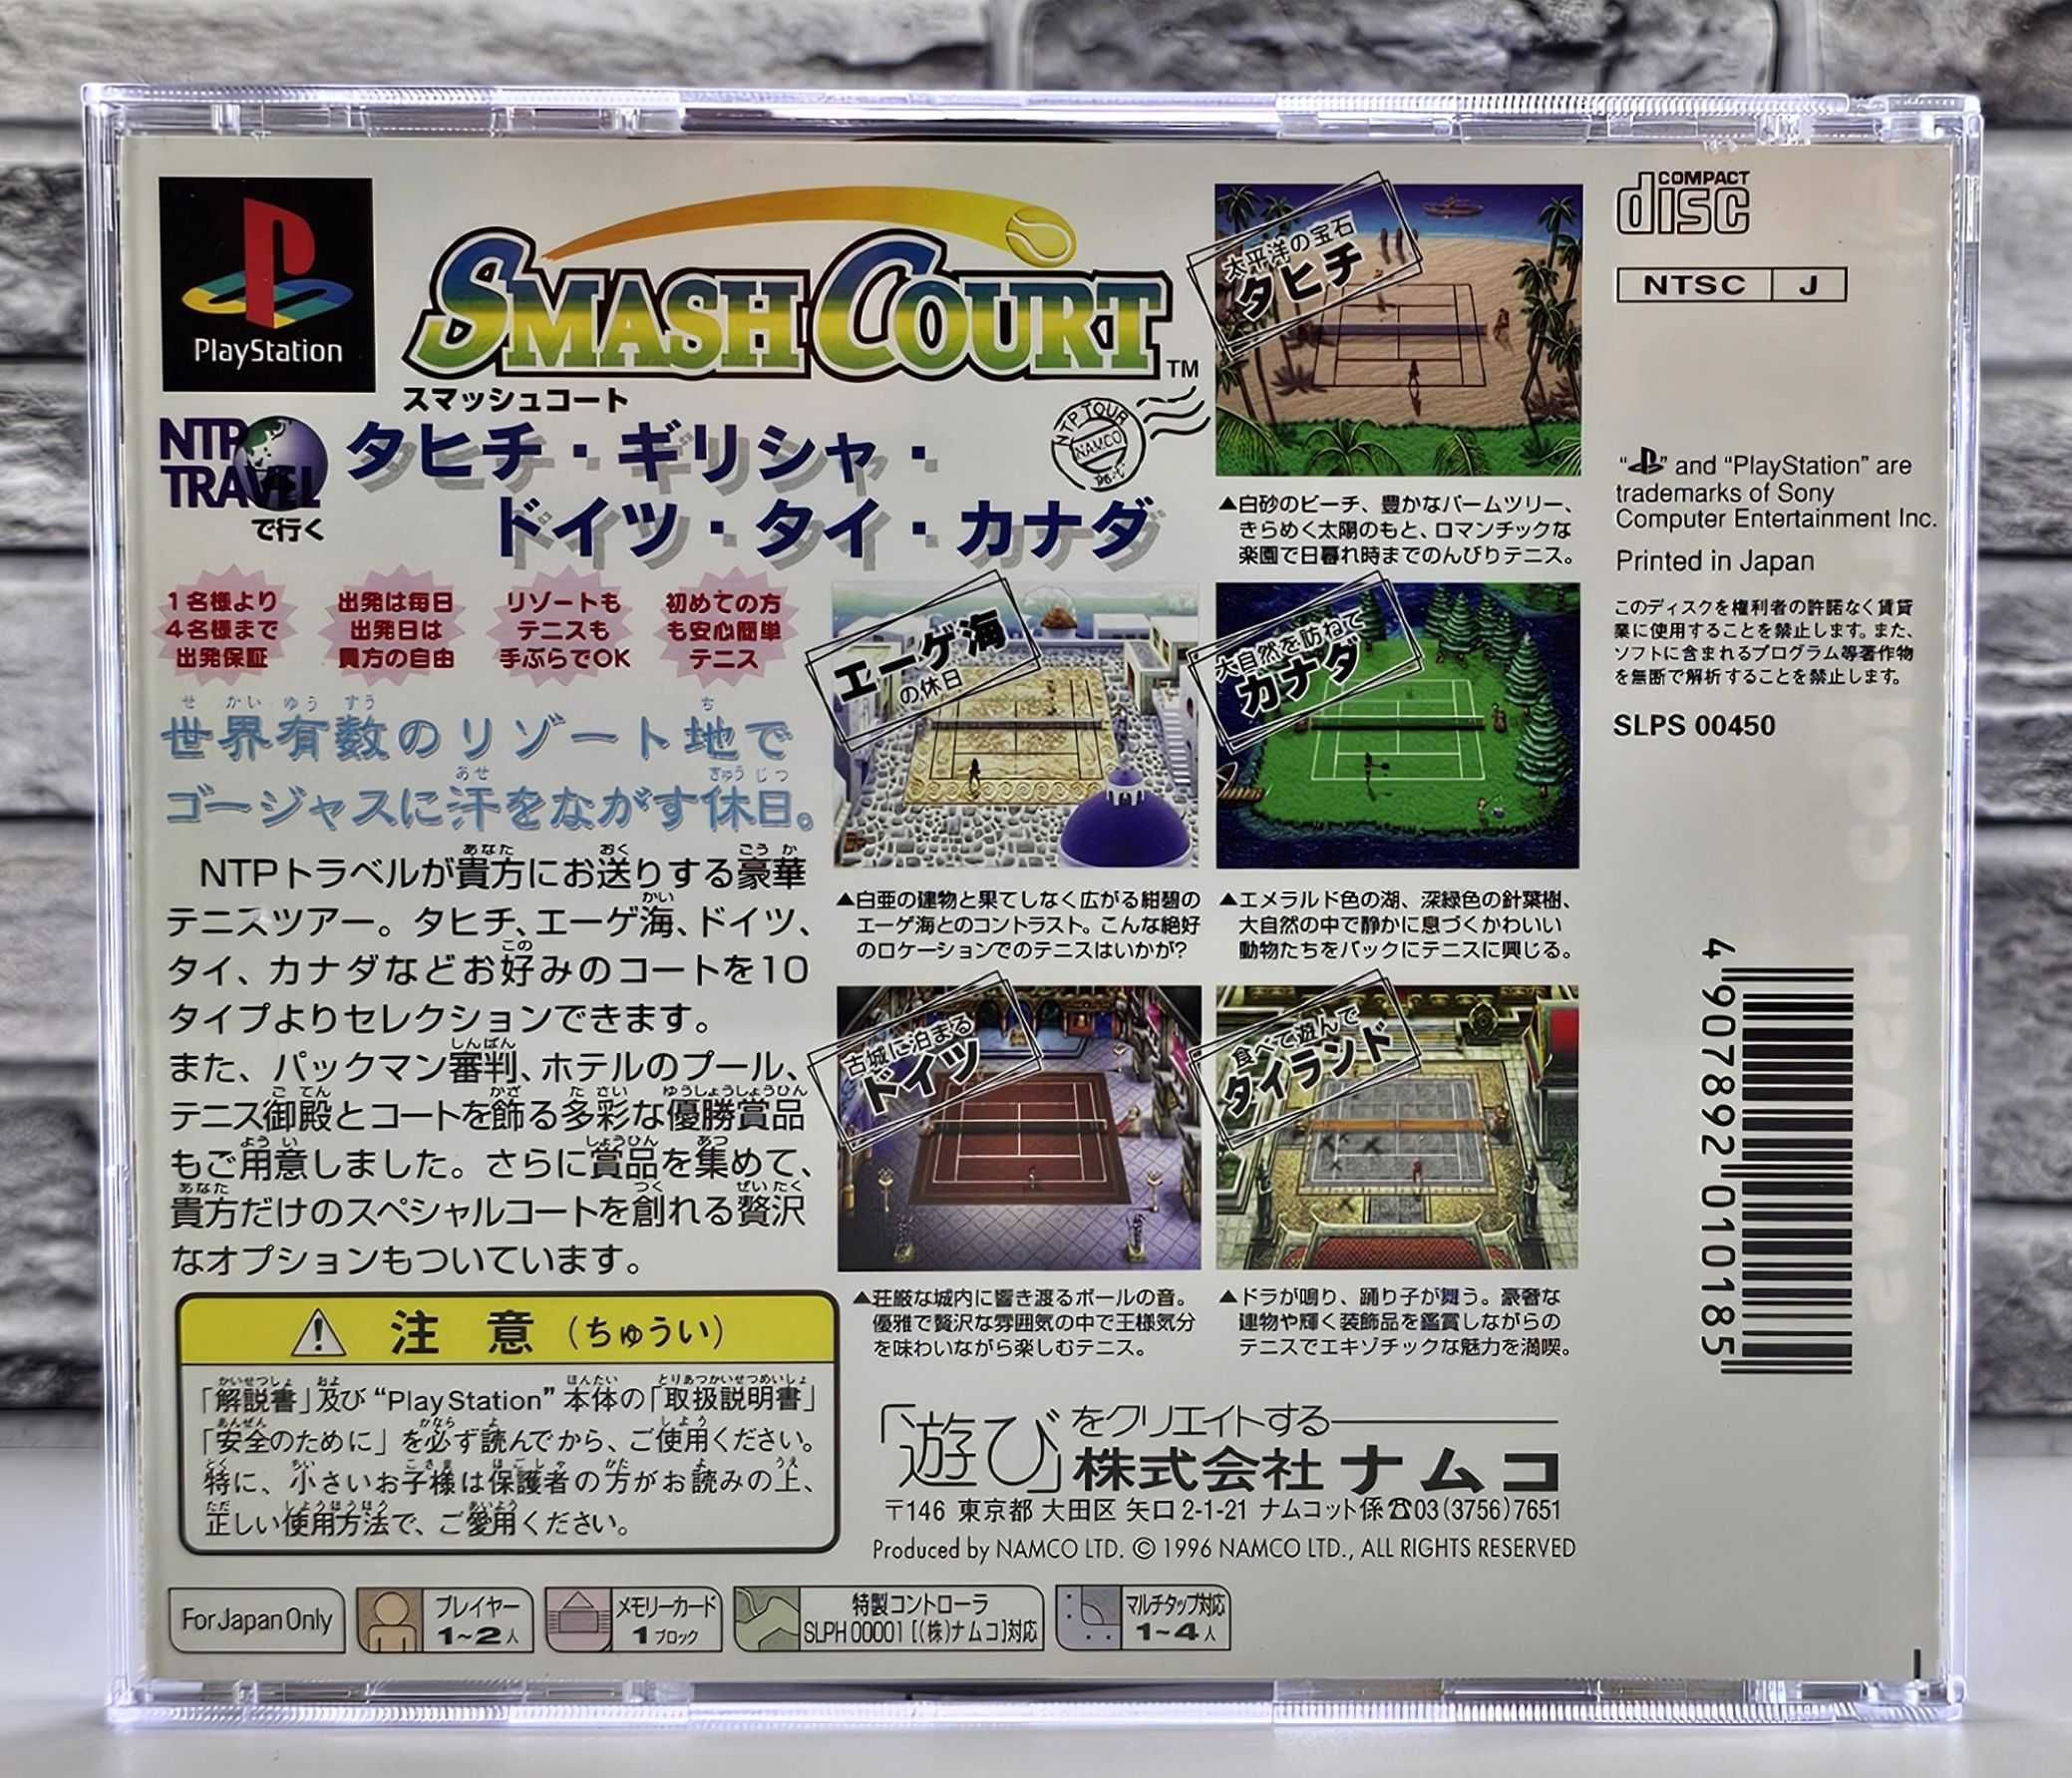 PlayStation
SMASH COURT™
スマッシュコート
NTP TRAVEL
で行く
タヒチ・ギリシャ・
ドイツ・タイ・カナダ
NTP TOUR
NAMCO
1名様より
4名様まで
出発保証
出発は毎日
出発日は
貴方の自由
リゾートも
テニスも
手ぶらでOK
初めての方
も安心簡単
テニス
世界有数のリゾート地で
ゴージャスに汗をながす休日。
NTPトラベルが貴方にお送りする豪華
テニスツアー。タヒチ、エーゲ海、ドイツ、
タイ、カナダなどお好みのコートを10
タイプよりセレクションできます。
また、パックマン審判、ホテルのプール、
テニス御殿とコートを飾る多彩な優勝賞品
もご用意しました。さらに賞品を集めて、
貴方だけのスペシャルコートを創れる贅沢
なオプションもついています。
太平洋の宝石
タヒチ
▲白砂のビーチ、豊かなパームツリー、
きらめく太陽のもと、ロマンチックな
楽園で日暮れ時までのんびりテニス。
エーゲ海
の休日
▲白亜の建物と果てしなく広がる紺碧の
エーゲ海とのコントラスト。こんな絶好
のロケーションでのテニスはいかが?
大自然を訪ねて
カナダ
▲エメラルド色の湖、深緑色の針葉樹、
大自然の中で静かに息づくかわいい
動物たちをバックにテニスに興じる。
古城に泊まる
ドイツ
▲荘厳な城内に響き渡るボールの音。
優雅で贅沢な雰囲気の中で王様気分
を味わいながら楽しむテニス。
食べて遊んで
タイランド
▲ドラが鳴り、踊り子が舞う。豪奢な
建物や輝く装飾品を鑑賞しながらの
テニスでエキゾチックな魅力を満喫。
COMPACT
disc
NTSC J
“PS” and “PlayStation” are
trademarks of Sony
Computer Entertainment Inc.
Printed in Japan
このディスクを権利者の許諾なく賃貸
業に使用することを禁止します。また、
ソフトに含まれるプログラム等著作物
を無断で解析することを禁止します。
SLPS 00450
4 907892 010185
注意(ちゅうい)
「解説書」及び“PlayStation”本体の「取扱説明書」
「安全のために」を必ず読んでから、ご使用ください。
特に、小さいお子様は保護者の方がお読みの上、
正しい使用方法で、ご愛用ください。
「遊び」をクリエイトする
株式会社ナムコ
〒146 東京都 大田区 矢口 2-1-21 ナムコット係☎03(3756)7651
Produced by NAMCO LTD. © 1996 NAMCO LTD., ALL RIGHTS RESERVED
For Japan Only
プレイヤー
1~2人
メモリーカード
1ブロック
特製コントローラ
SLPH 00001 [(株)ナムコ]対応
マルチタップ対応
1~4人